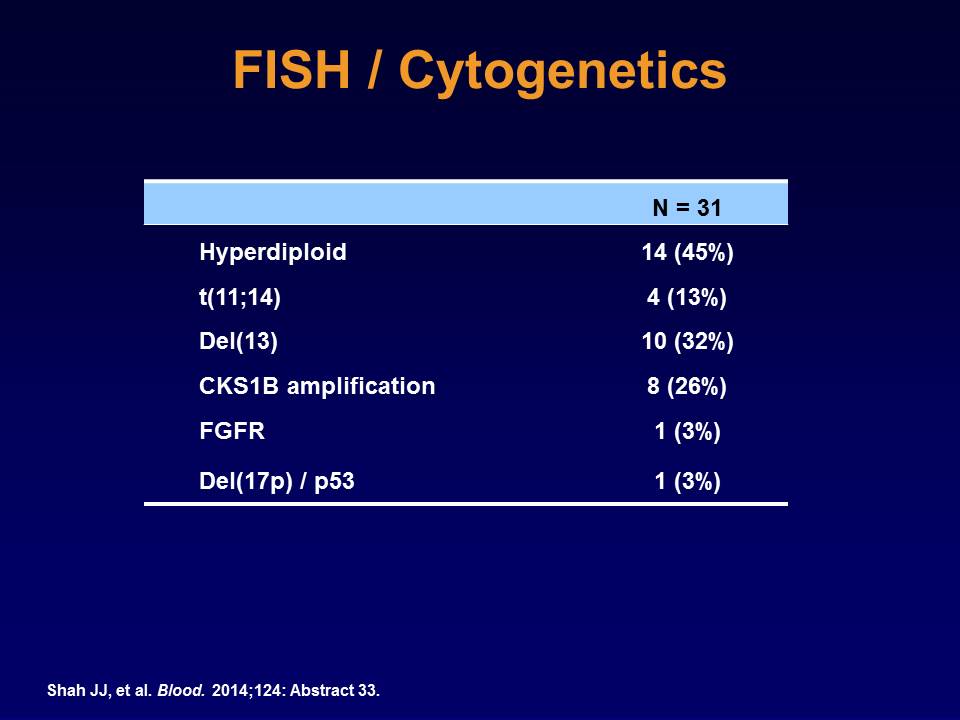 FISH / Cytogenetics
N = 31
Hyperdiploid 14 (45%)
t(11;14) 4 (13%)
Del(13) 10 (32%)
CKS1B amplification 8 (26%)
FGFR 1 (3%)
Del(17p) / p53 1 (3%)
Shah JJ, et al. Blood. 2014;124: Abstract 33.